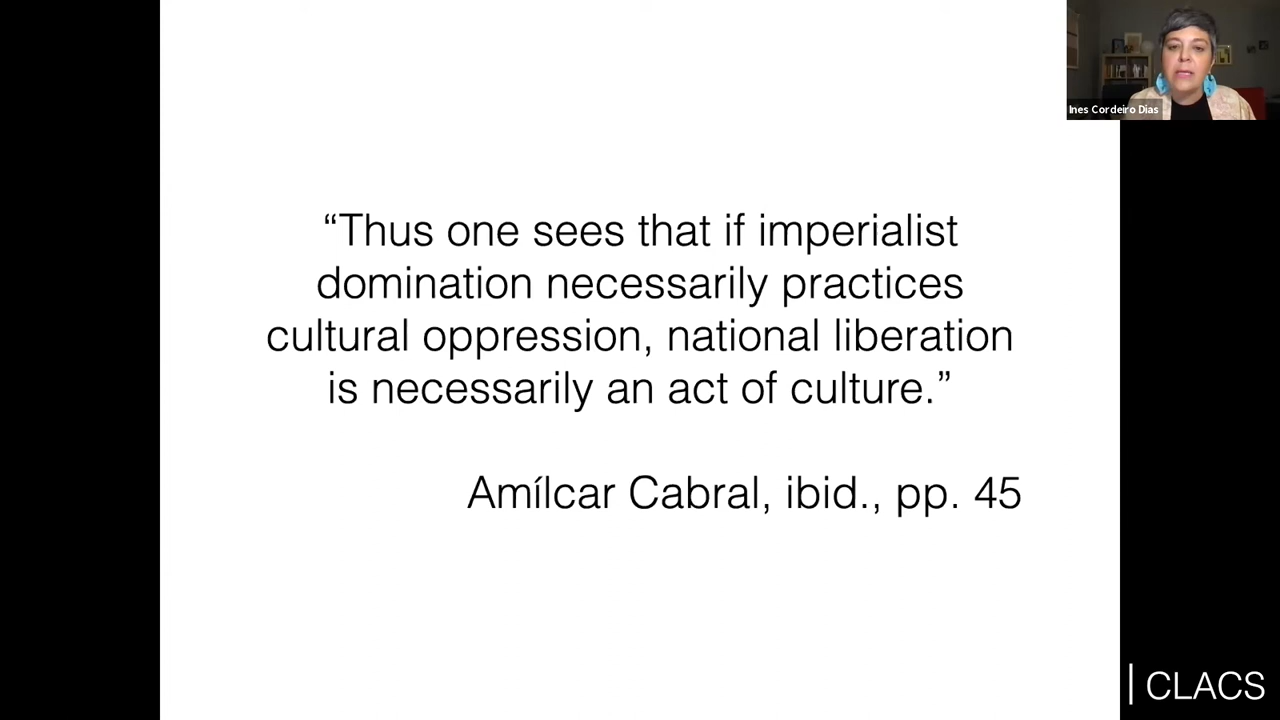 Ines Cordeiro Dias
“Thus one sees that if imperialist
domination necessarily practices
cultural oppression, national liberation
is necessarily an act of culture.”
Amílcar Cabral, ibid., pp. 45
| CLACS